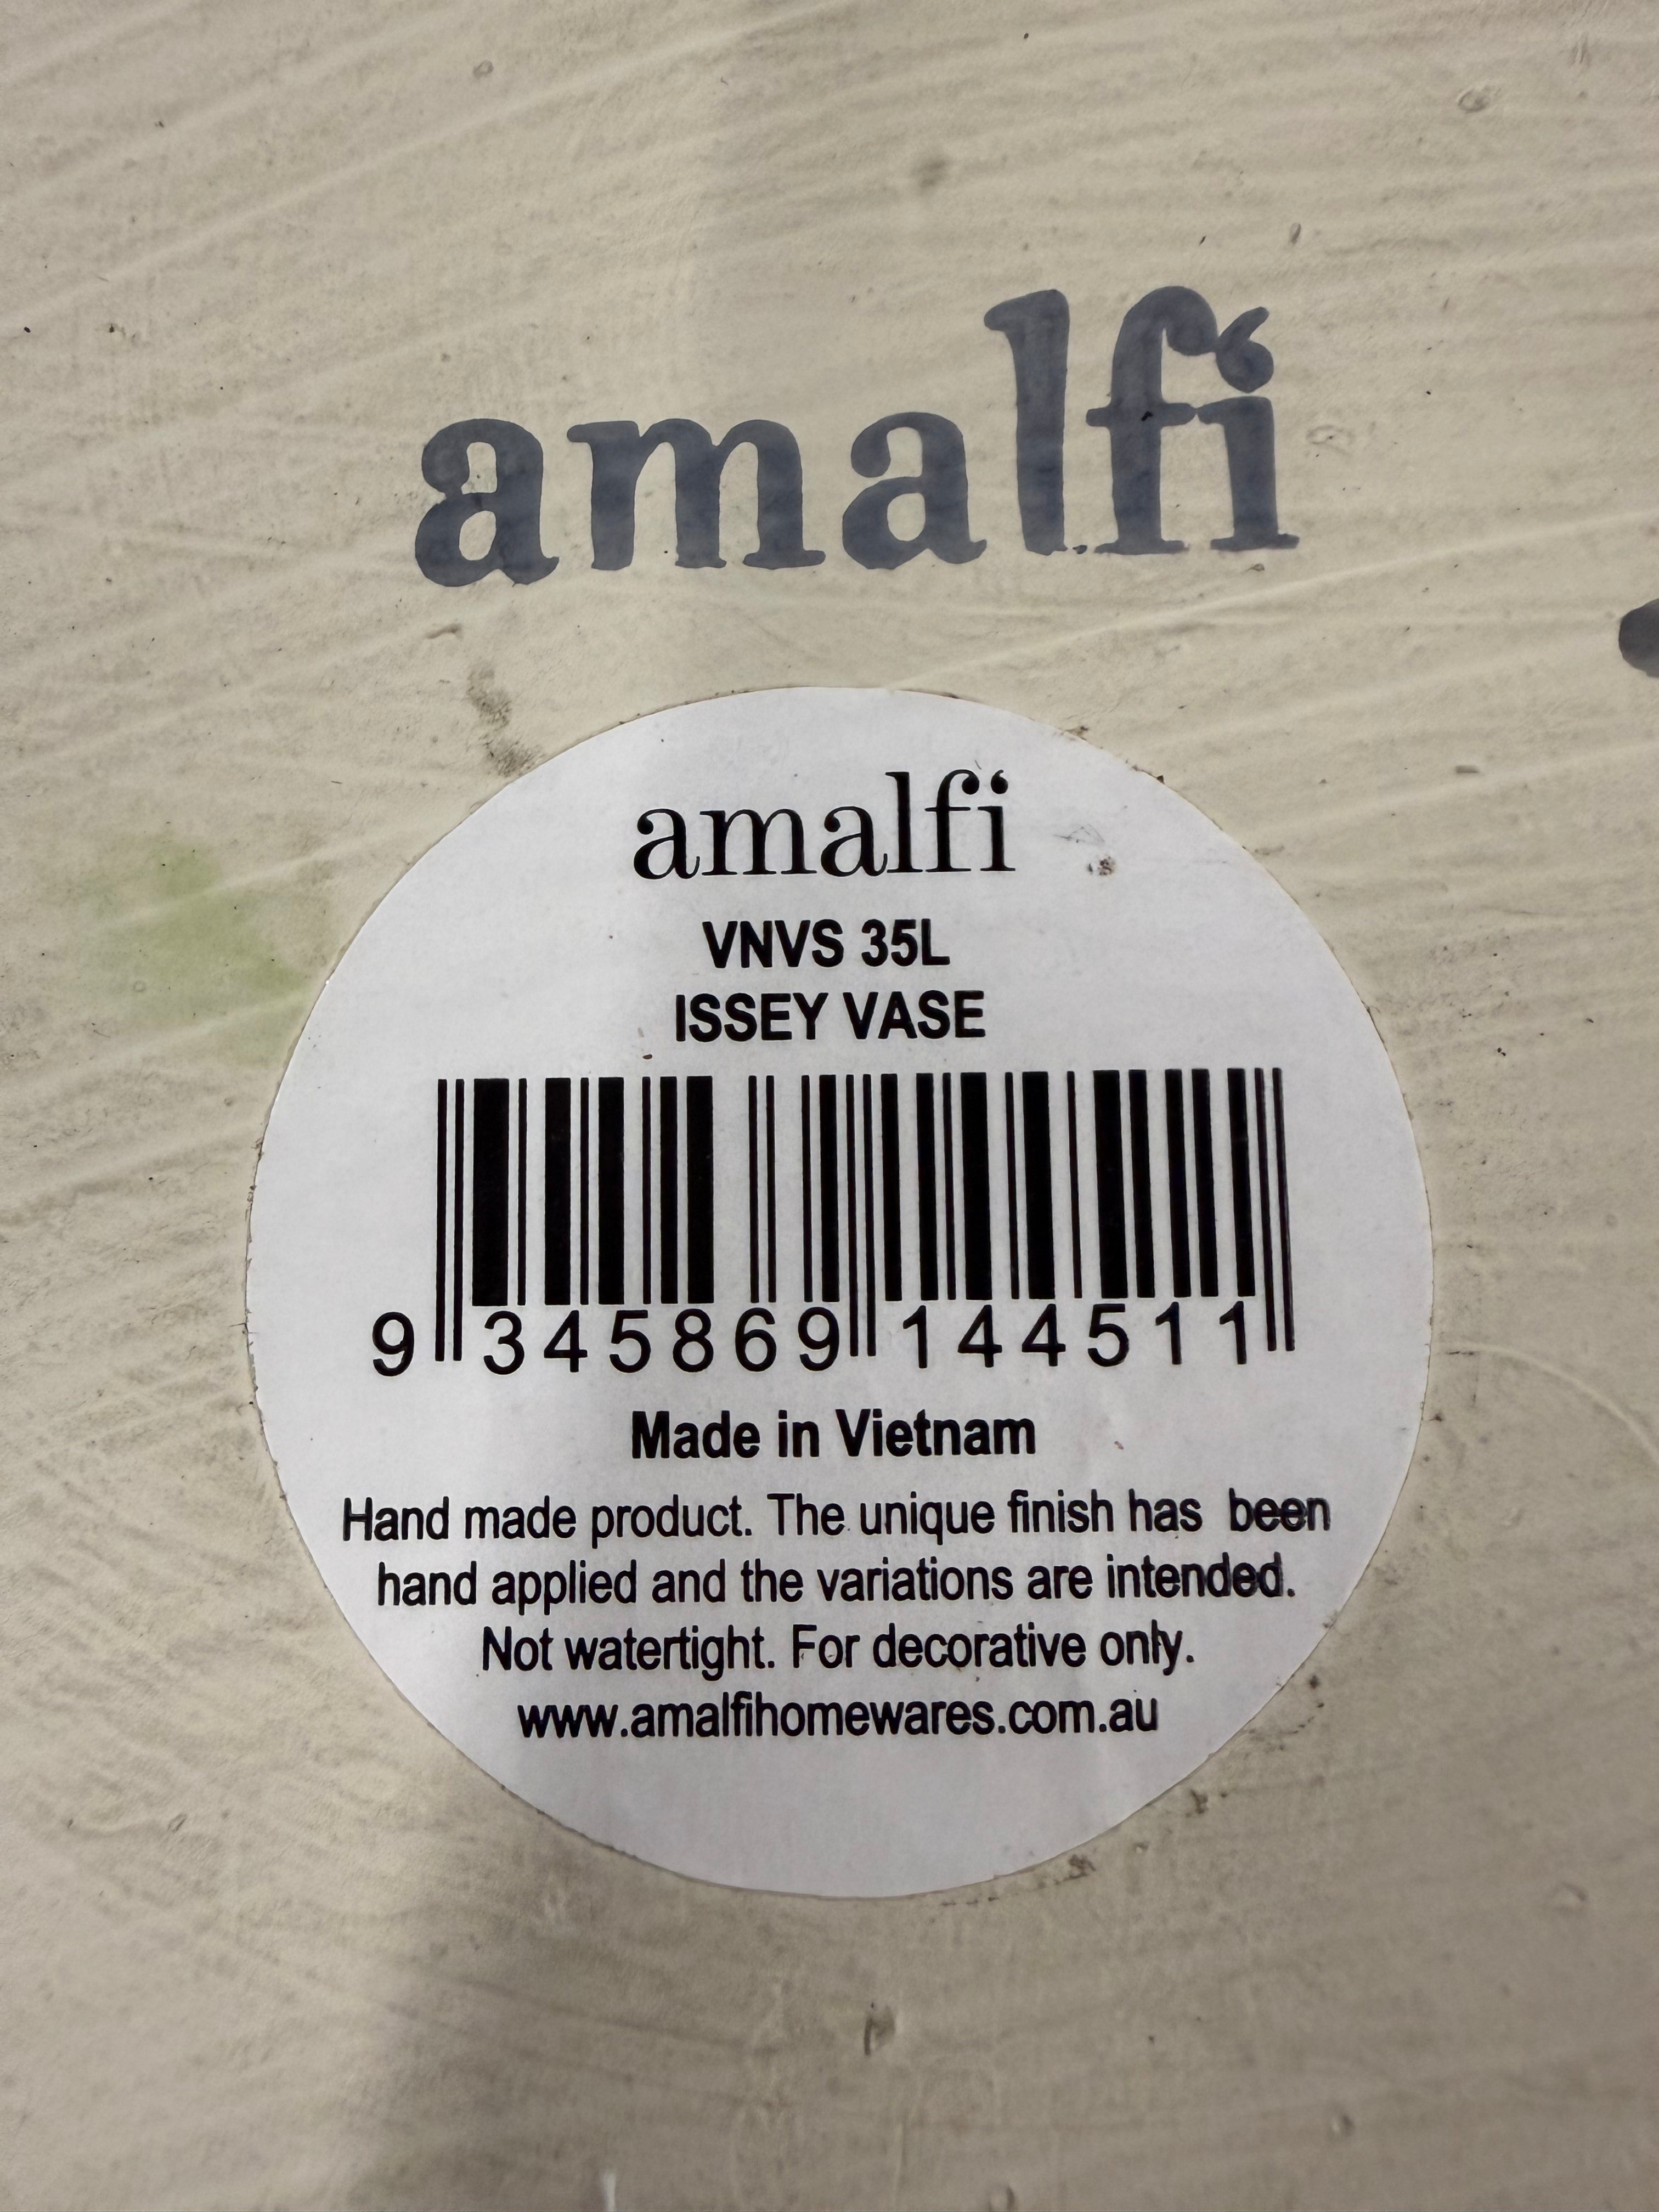 amalfi
amalfi
VNVS 35L
ISSEY VASE
9 345869 144511
Made in Vietnam
Hand made product. The unique finish has been
hand applied and the variations are intended.
Not watertight. For decorative only.
www.amalfihomewares.com.au